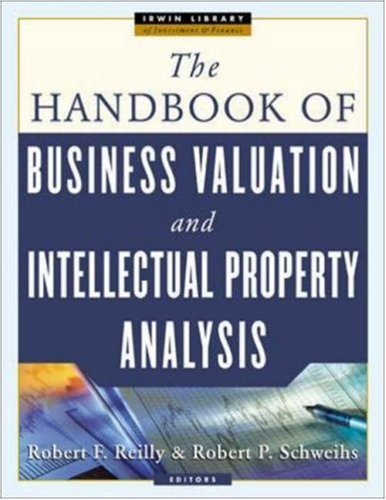 IRWIN LIBRARY
of Investment & Finance
The
HANDBOOK OF
BUSINESS VALUATION
and
INTELLECTUAL PROPERTY
ANALYSIS
Robert F. Reilly & Robert P. Schweihs
EDITORS